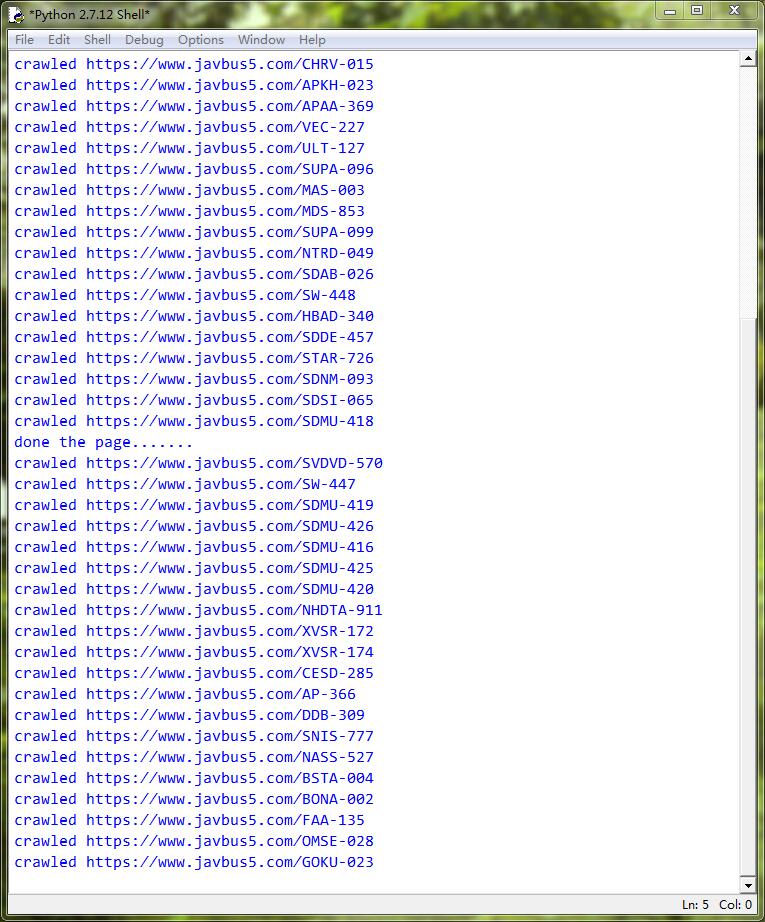 *Python 2.7.12 Shell*
File Edit Shell Debug Options Window Help
crawled https://www.javbus5.com/CHRV-015
crawled https://www.javbus5.com/APKH-023
crawled https://www.javbus5.com/APAA-369
crawled https://www.javbus5.com/VEC-227
crawled https://www.javbus5.com/ULT-127
crawled https://www.javbus5.com/SUPA-096
crawled https://www.javbus5.com/MAS-003
crawled https://www.javbus5.com/MDS-853
crawled https://www.javbus5.com/SUPA-099
crawled https://www.javbus5.com/NTRD-049
crawled https://www.javbus5.com/SDAB-026
crawled https://www.javbus5.com/SW-448
crawled https://www.javbus5.com/HBAD-340
crawled https://www.javbus5.com/SDDE-457
crawled https://www.javbus5.com/STAR-726
crawled https://www.javbus5.com/SDNM-093
crawled https://www.javbus5.com/SDSI-065
crawled https://www.javbus5.com/SDMU-418
done the page.......
crawled https://www.javbus5.com/SVDVD-570
crawled https://www.javbus5.com/SW-447
crawled https://www.javbus5.com/SDMU-419
crawled https://www.javbus5.com/SDMU-426
crawled https://www.javbus5.com/SDMU-416
crawled https://www.javbus5.com/SDMU-425
crawled https://www.javbus5.com/SDMU-420
crawled https://www.javbus5.com/NHDTA-911
crawled https://www.javbus5.com/XVSR-172
crawled https://www.javbus5.com/XVSR-174
crawled https://www.javbus5.com/CESD-285
crawled https://www.javbus5.com/AP-366
crawled https://www.javbus5.com/DDB-309
crawled https://www.javbus5.com/SNIS-777
crawled https://www.javbus5.com/NASS-527
crawled https://www.javbus5.com/BSTA-004
crawled https://www.javbus5.com/BONA-002
crawled https://www.javbus5.com/FAA-135
crawled https://www.javbus5.com/OMSE-028
crawled https://www.javbus5.com/GOKU-023
Ln: 5 Col: 0